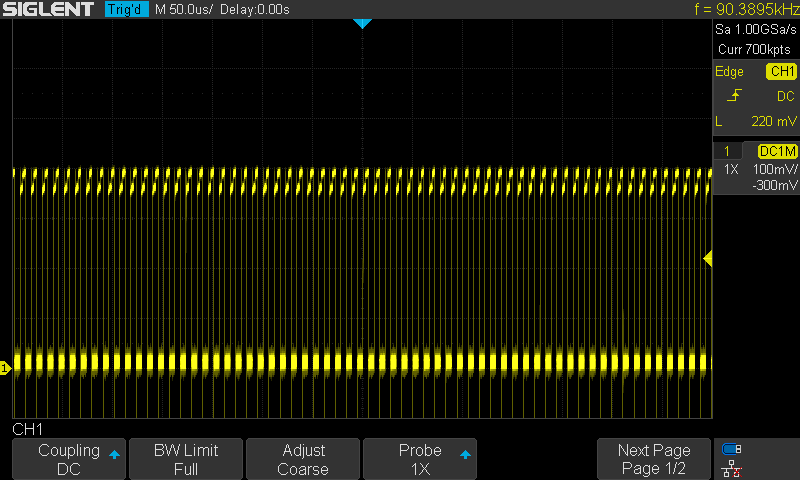 SIGLENT Trig'd M 50.0us/ Delay:0.00s f = 90.3895kHz
Sa 1.00GSa/s
Curr 700kpts
Edge CH1
DC
L 220 mV
1 DC1M
1X 100mV/
-300mV
1
CH1
Coupling BW Limit Adjust Probe Next Page
DC Full Coarse 1X Page 1/2